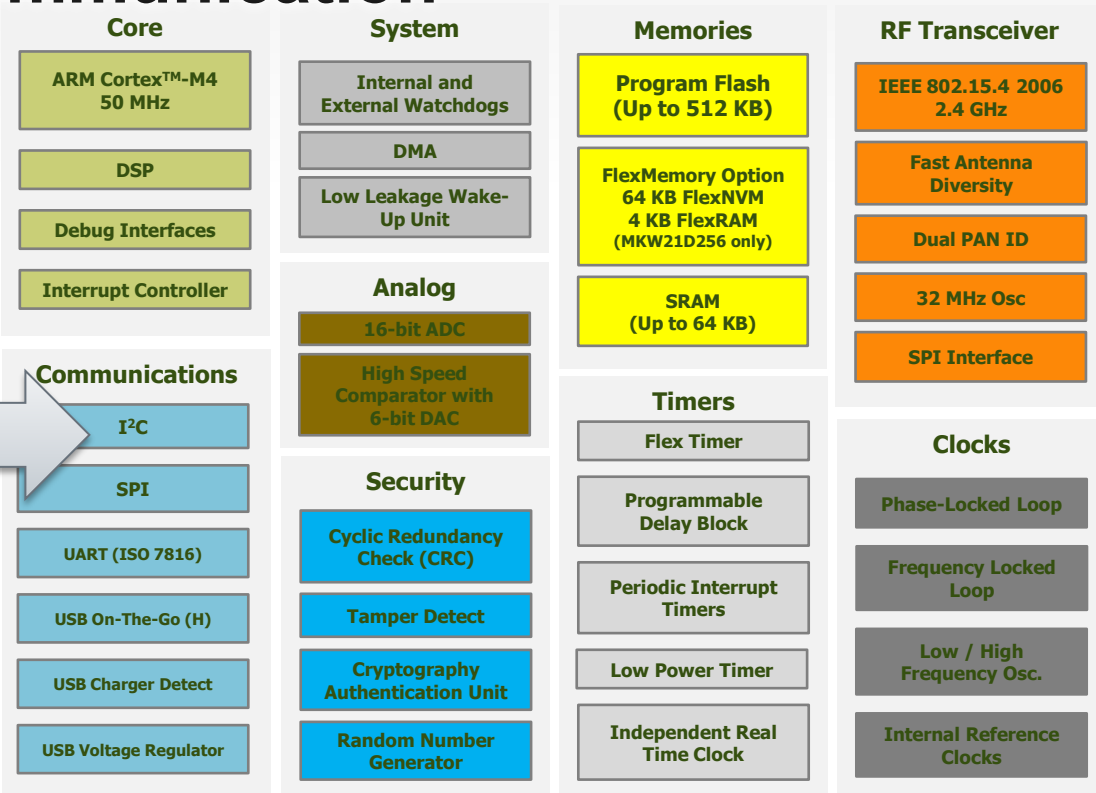 Core
ARM Cortex™-M4
50 MHz
DSP
Debug Interfaces
Interrupt Controller
Communications
I²C
SPI
UART (ISO 7816)
USB On-The-Go (H)
USB Charger Detect
USB Voltage Regulator
System
Internal and
External Watchdogs
DMA
Low Leakage Wake-
Up Unit
Analog
16-bit ADC
High Speed
Comparator with
6-bit DAC
Security
Cyclic Redundancy
Check (CRC)
Tamper Detect
Cryptography
Authentication Unit
Random Number
Generator
Memories
Program Flash
(Up to 512 KB)
FlexMemory Option
64 KB FlexNVM
4 KB FlexRAM
(MKW21D256 only)
SRAM
(Up to 64 KB)
Timers
Flex Timer
Programmable
Delay Block
Periodic Interrupt
Timers
Low Power Timer
Independent Real
Time Clock
RF Transceiver
IEEE 802.15.4 2006
2.4 GHz
Fast Antenna
Diversity
Dual PAN ID
32 MHz Osc
SPI Interface
Clocks
Phase-Locked Loop
Frequency Locked
Loop
Low / High
Frequency Osc.
Internal Reference
Clocks